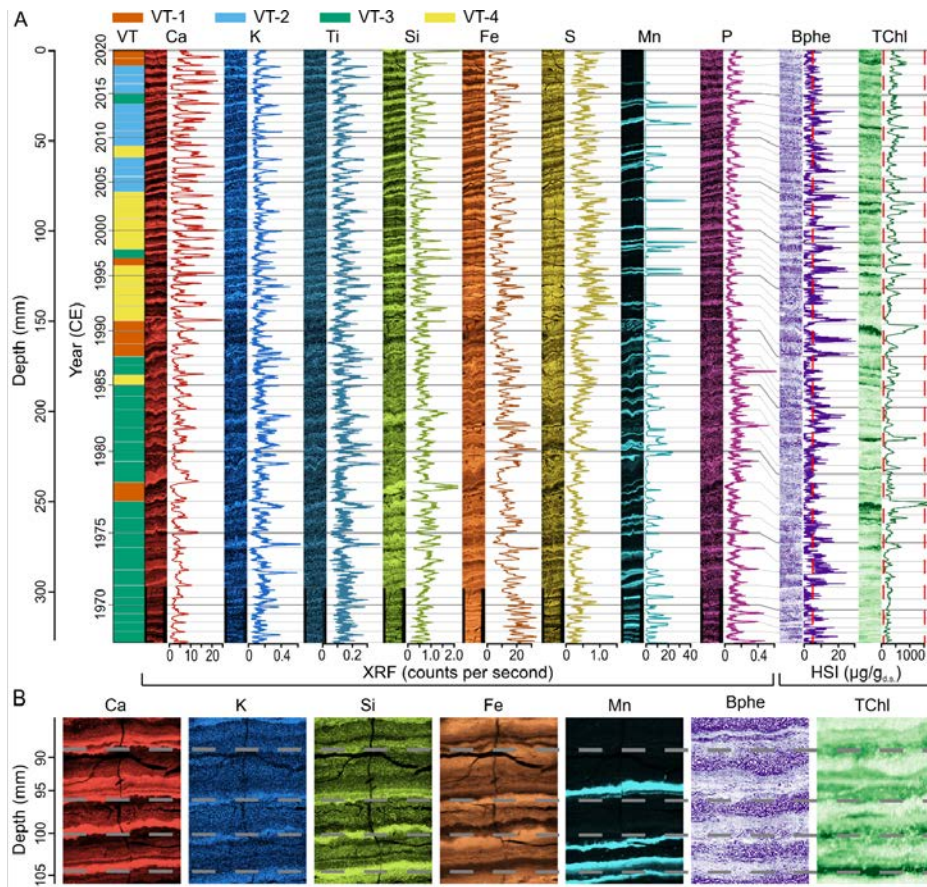 A
VT-1 VT-2 VT-3 VT-4
VT Ca K Ti Si Fe S Mn P Bphe TChl
Depth (mm)
0
50
100
150
200
250
300
Year (CE)
2020
2015
2010
2005
2000
1995
1990
1985
1980
1975
1970
0 10 20 0 0.4 0 0.2 0 1.0 2.0 0 20 0 1.0 0 20 40 0 0.4 0 200 0 1000
XRF (counts per second) HSI (µg/g d.s.)
B
Ca K Si Fe Mn Bphe TChl
Depth (mm)
90
95
100
105